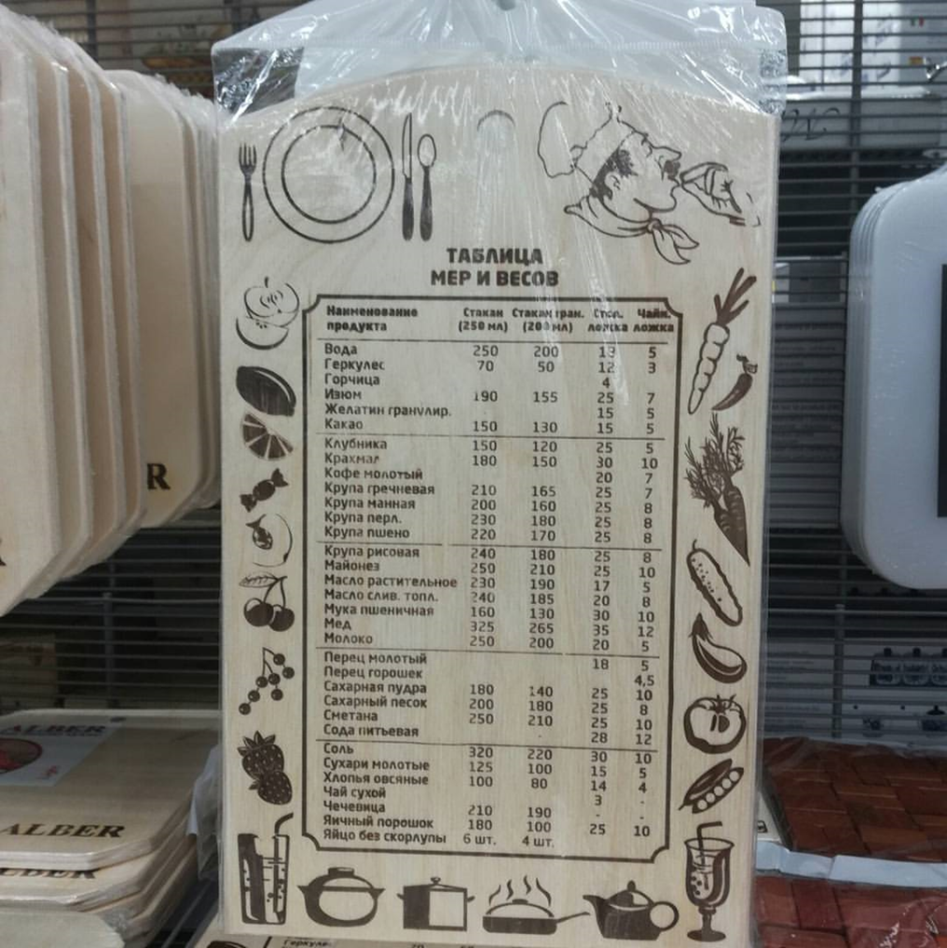 ТАБЛИЦА
МЕР И ВЕСОВ
Наименование продукта Стакан (250 мл) Стакан гран. (200 мл) Стол. ложка Чайн. ложка
Вода 250 200 18 5
Геркулес 70 50 12 3
Горчица 4
Изюм 190 155 25 7
Желатин гранулир. 15 5
Какао 150 130 15 5
Клубника 150 120 25 5
Крахмал 180 150 30 10
Кофе молотый 20 7
Крупа гречневая 210 165 25 7
Крупа манная 200 160 25 8
Крупа перл. 230 180 25 8
Крупа пшено 220 170 25 8
Крупа рисовая 240 180 25 8
Майонез 250 210 25 10
Масло растительное 230 190 17 5
Масло слив. топл. 240 185 20 8
Мука пшеничная 160 130 30 10
Мед 325 265 35 12
Молоко 250 200 20 5
Перец молотый 18 5
Перец горошек 4,5
Сахарная пудра 180 140 25 10
Сахарный песок 200 180 25 8
Сметана 250 210 25 10
Сода питьевая - 28 12
Соль 320 220 30 10
Сухари молотые 125 100 15 5
Хлопья овсяные 100 80 14 4
Чай сухой 3 -
Чечевица 210 190 - -
Яичный порошок 180 100 25 10
Яйцо без скорлупы 6 шт. 4 шт.
ALBER
ALBER